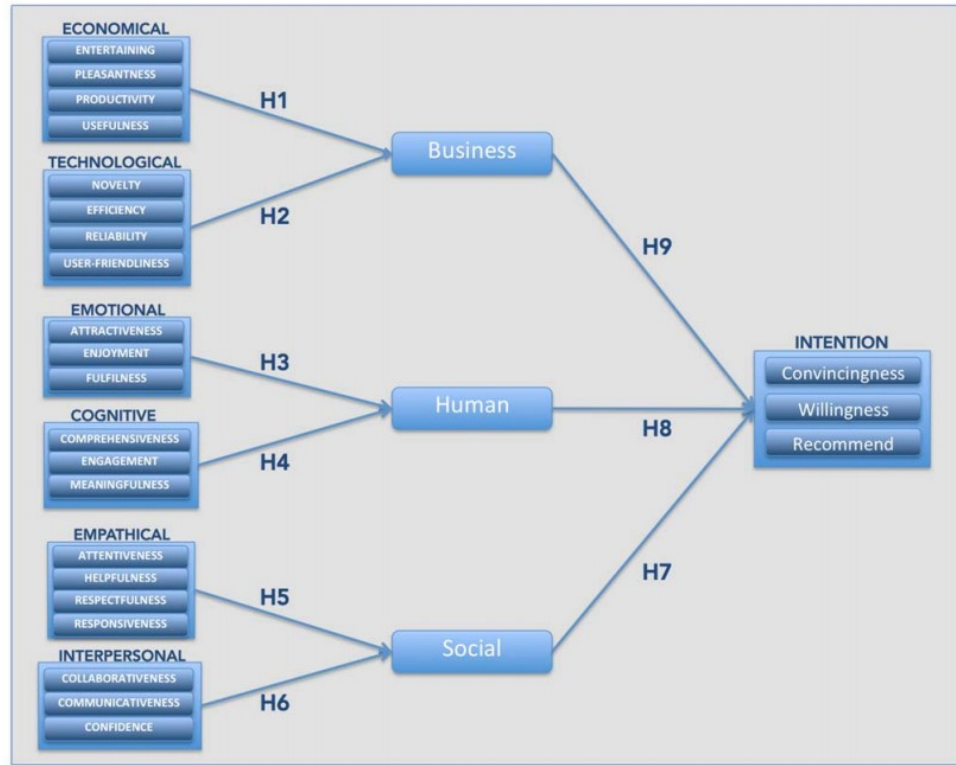 ECONOMICAL
ENTERTAINING
PLEASANTNESS
PRODUCTIVITY
USEFULNESS
H1
Business
TECHNOLOGICAL
NOVELTY
EFFICIENCY
RELIABILITY
USER-FRIENDLINESS
H2
H9
EMOTIONAL
ATTRACTIVENESS
ENJOYMENT
FULFILNESS
H3
Human
COGNITIVE
COMPREHENSIVENESS
ENGAGEMENT
MEANINGFULNESS
H4
H8
INTENTION
Convincingness
Willingness
Recommend
EMPATHICAL
ATTENTIVENESS
HELPFULNESS
RESPECTFULNESS
RESPONSIVENESS
H5
Social
INTERPERSONAL
COLLABORATIVENESS
COMMUNICATIVENESS
CONFIDENCE
H6
H7